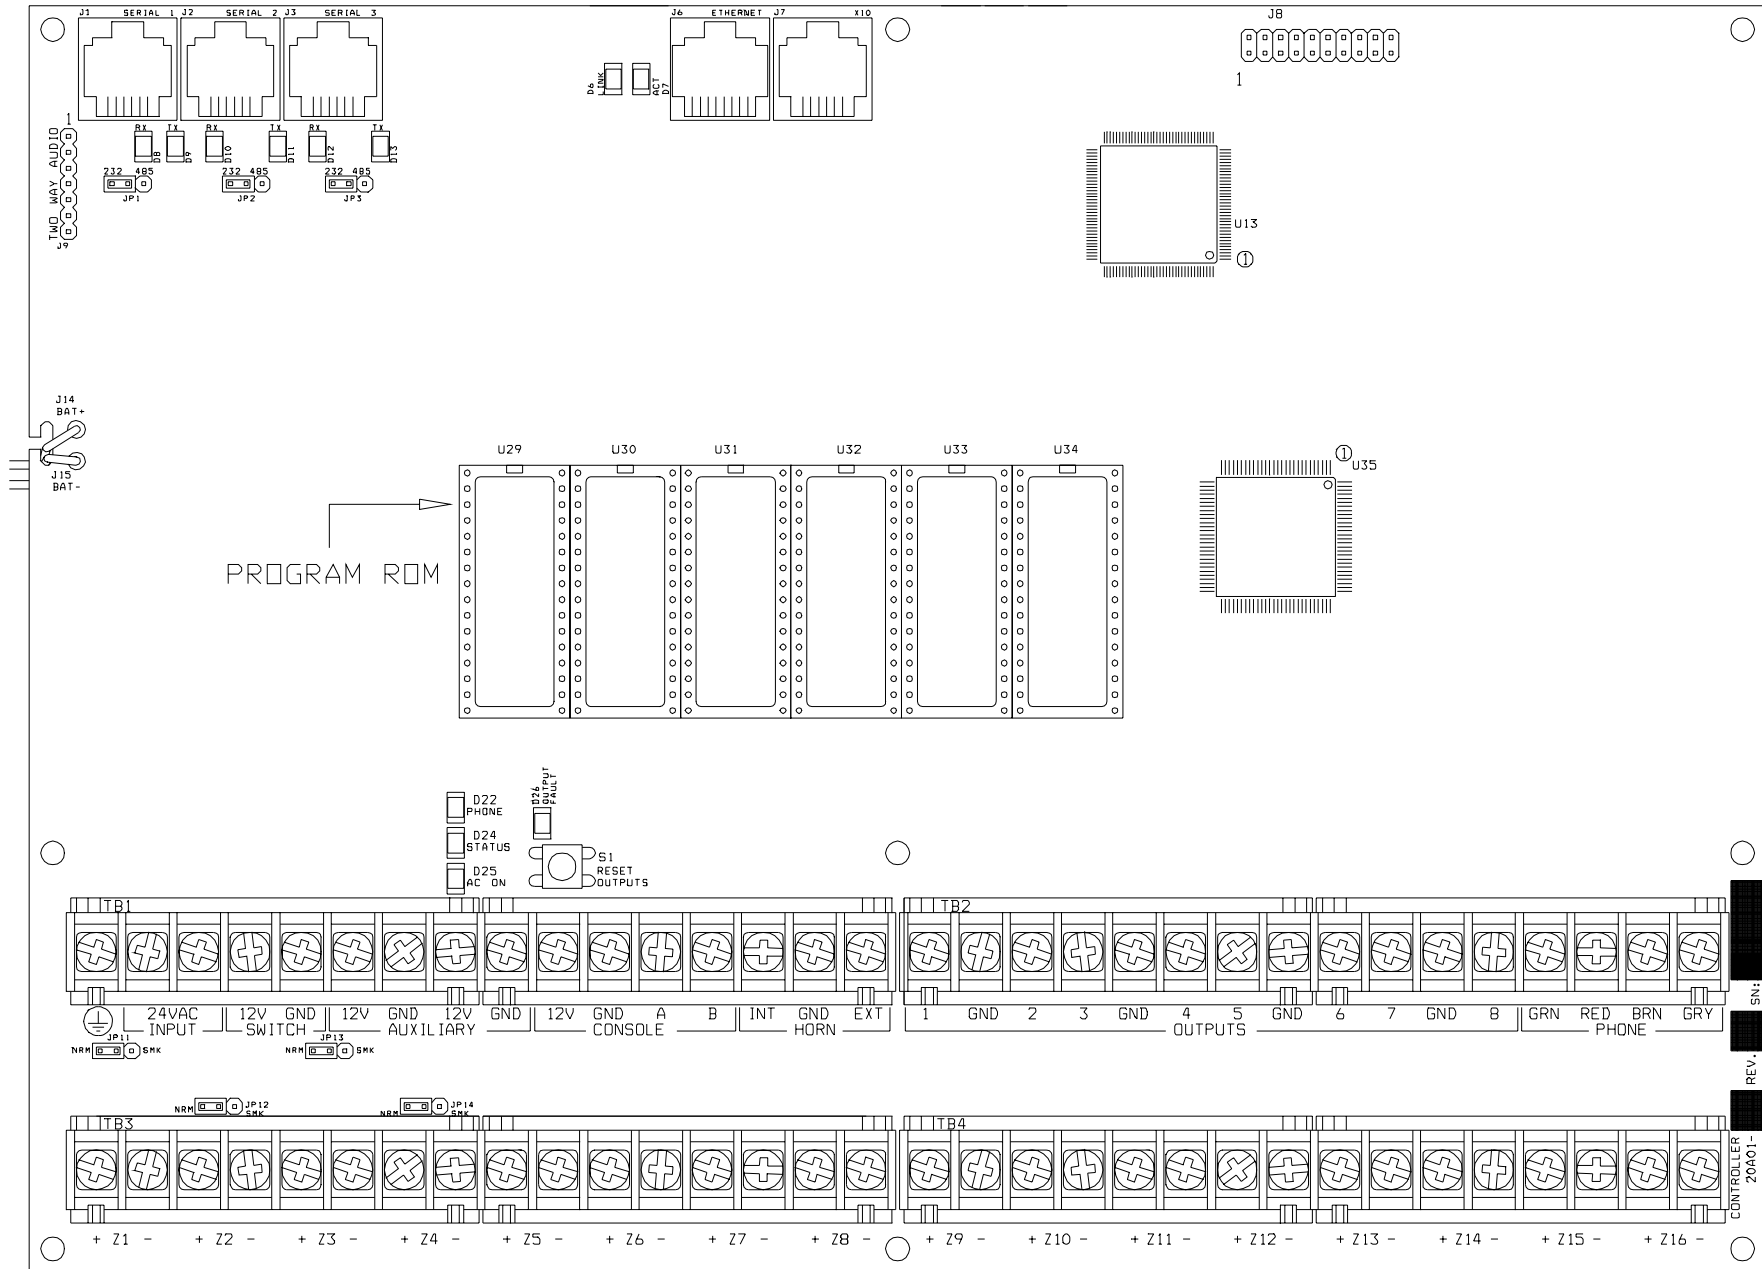 J1 SERIAL 1 J2 SERIAL 2 J3 SERIAL 3
J6 ETHERNET J7 X10
J8
1
D6
LINK
ACT
D7
1
TWO WAY AUDIO
J9
RX TX RX TX RX TX
D8 D9 D10 D11 D12 D13
232 485 232 485 232 485
JP1 JP2 JP3
U13
1
J14
BAT+
J15
BAT-
U29 U30 U31 U32 U33 U34
1
U35
PROGRAM ROM
D22
PHONE
D24
STATUS
D25
AC ON
D26
OUTPUT
FAULT
S1
RESET
OUTPUTS
TB1 TB2
24VAC 12V GND 12V GND 12V GND 12V GND A B INT GND EXT 1 GND 2 3 GND 4 5 GND 6 7 GND 8 GRN RED BRN GRY
INPUT SWITCH AUXILIARY CONSOLE HORN OUTPUTS PHONE
JP11 JP13
NRM SMK NRM SMK
NRM JP12 NRM JP14
SMK SMK
TB3 TB4
+ Z1 - + Z2 - + Z3 - + Z4 - + Z5 - + Z6 - + Z7 - + Z8 - + Z9 - + Z10 - + Z11 - + Z12 - + Z13 - + Z14 - + Z15 - + Z16 -
CONTROLLER REV. SN:
20A01-